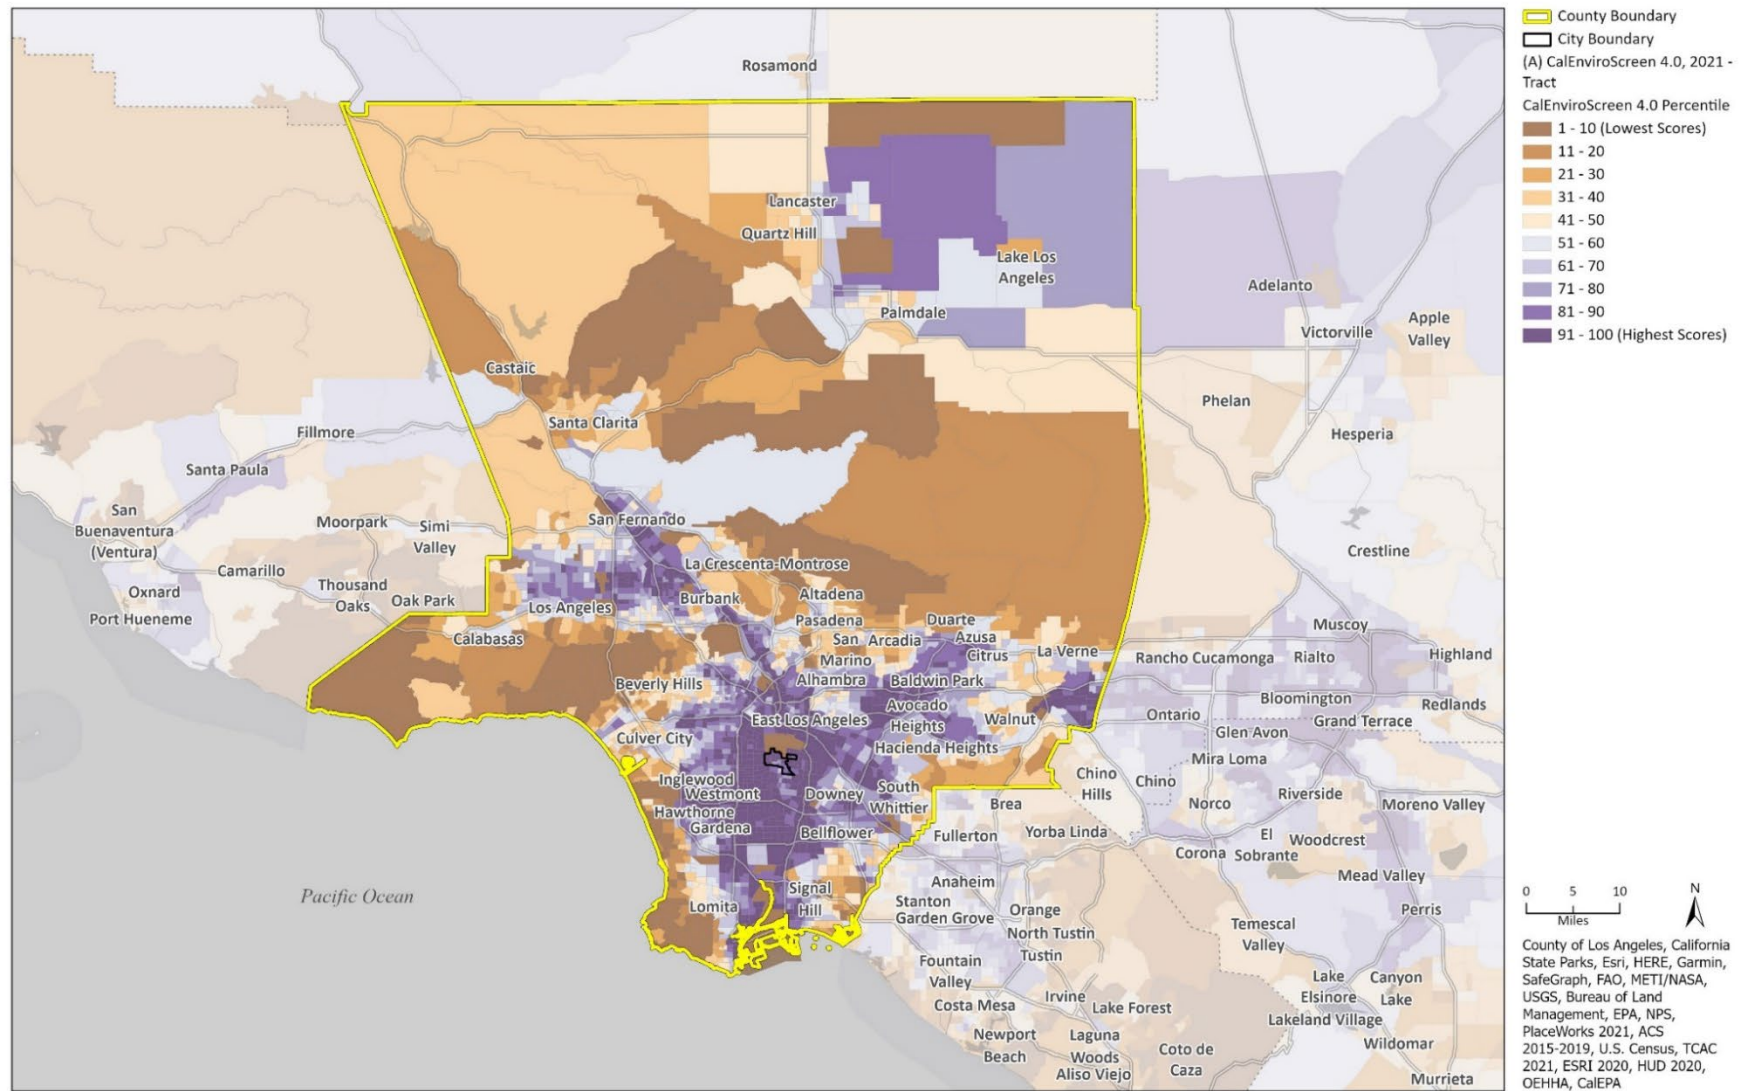 Rosamond
Lancaster
Quartz Hill
Lake Los
Angeles
Adelanto
Palmdale
Victorville
Apple
Valley
Castaic
Phelan
Santa Clarita
Hesperia
Fillmore
Santa Paula
San
Buenaventura
(Ventura)
Moorpark
Simi
Valley
San Fernando
Crestline
Camarillo
Thousand
Oaks
Oak Park
La Crescenta-Montrose
Oxnard
Port Hueneme
Los Angeles
Burbank
Altadena
Pasadena
Duarte
Calabasas
San
Marino
Arcadia
Azusa
Citrus
La Verne
Muscoy
Rancho Cucamonga
Rialto
Highland
Beverly Hills
Alhambra
Baldwin Park
Bloomington
Redlands
East Los Angeles
Avocado
Heights
Walnut
Ontario
Grand Terrace
Culver City
Hacienda Heights
Glen Avon
Mira Loma
Inglewood
Westmont
Downey
South
Whittier
Chino
Hills
Chino
Riverside
Moreno Valley
Hawthorne
Gardena
Bellflower
Brea
Norco
Fullerton
Yorba Linda
El
Sobrante
Woodcrest
Corona
Mead Valley
Pacific Ocean
Lomita
Signal
Hill
Anaheim
Stanton
Garden Grove
Orange
North Tustin
Tustin
Perris
Temescal
Valley
Fountain
Valley
Costa Mesa
Irvine
Lake Forest
Lake
Elsinore
Canyon
Lake
Lakeland Village
Newport
Beach
Laguna
Woods
Aliso Viejo
Coto de
Caza
Wildomar
Murrieta
County Boundary
City Boundary
(A) CalEnviroScreen 4.0, 2021 -
Tract
CalEnviroScreen 4.0 Percentile
1 - 10 (Lowest Scores)
11 - 20
21 - 30
31 - 40
41 - 50
51 - 60
61 - 70
71 - 80
81 - 90
91 - 100 (Highest Scores)
0 5 10
Miles
N
County of Los Angeles, California
State Parks, Esri, HERE, Garmin,
SafeGraph, FAO, METI/NASA,
USGS, Bureau of Land
Management, EPA, NPS,
PlaceWorks 2021, ACS
2015-2019, U.S. Census, TCAC
2021, ESRI 2020, HUD 2020,
OEHHA, CalEPA